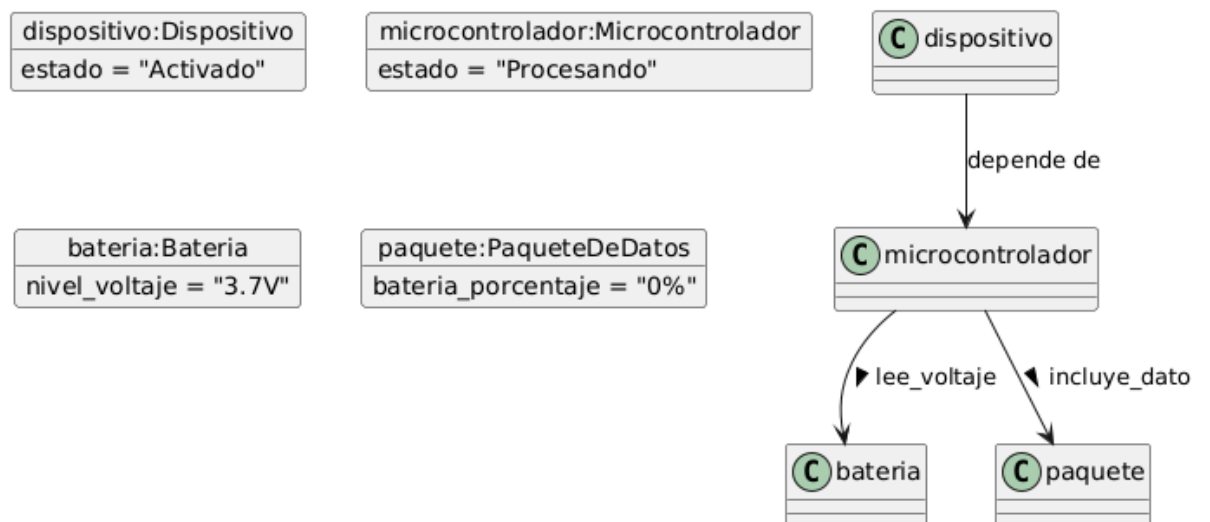 dispositivo:Dispositivo
estado = "Activado"
microcontrolador:Microcontrolador
estado = "Procesando"
C dispositivo
depende de
bateria:Bateria
nivel_voltaje = "3.7V"
paquete:PaqueteDeDatos
bateria_porcentaje = "0%"
C microcontrolador
lee_voltaje
incluye_dato
C bateria
C paquete